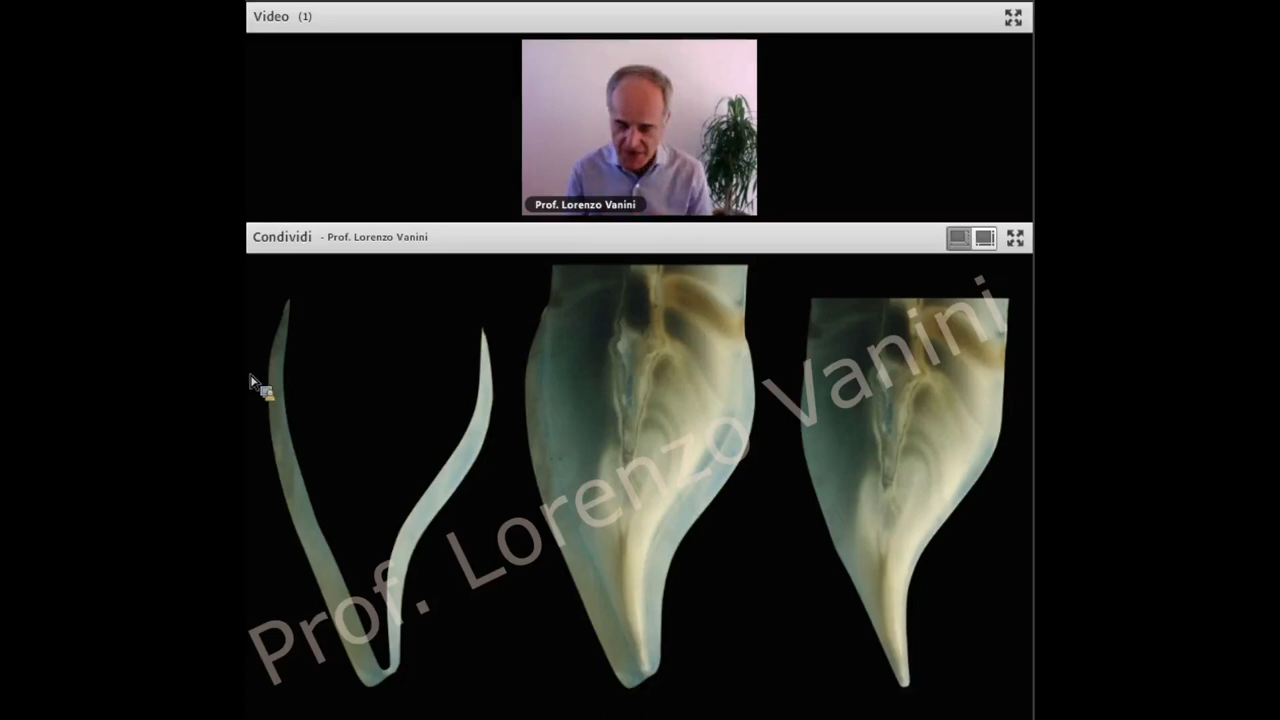 Video (1)
Prof. Lorenzo Vanini
Condividi - Prof. Lorenzo Vanini
Prof. Lorenzo Vanini